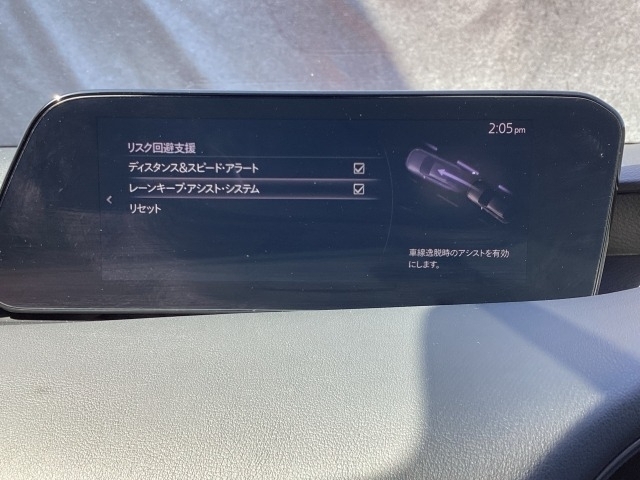 2:05pm
リスク回避支援
ディスタンス&スピード・アラート
レーンキープ・アシスト・システム
リセット
車線逸脱時のアシストを有効
にします。